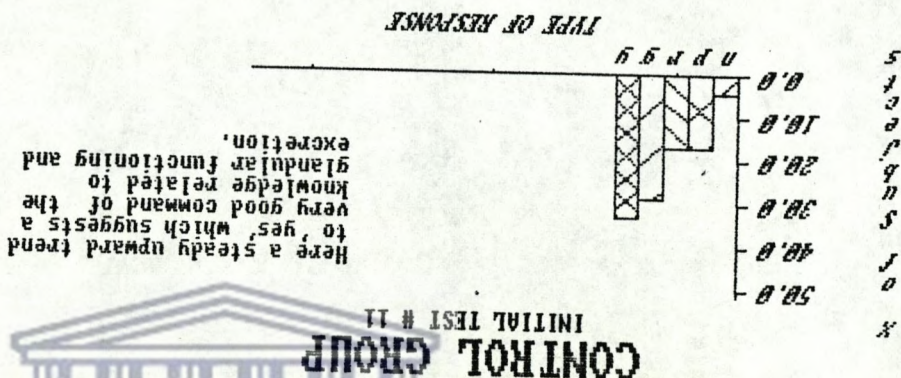 CONTROL GROUP
INITIAL TEST # 11
% of Subjects
50.0
40.0
30.0
20.0
10.0
0.0
n p r g y
TYPE OF RESPONSE
Here a steady upward trend
to 'yes' which suggests a
very good command of the
knowledge related to
glandular functioning and
excretion.